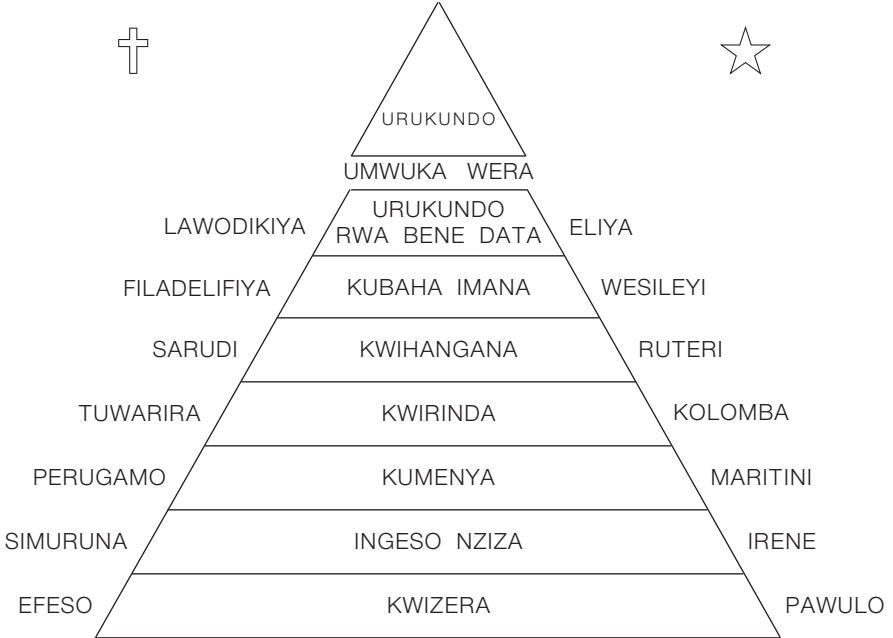 URUKUNDO
UMWUKA WERA
LAWODIKIYA
URUKUNDO
RWA BENE DATA
ELIYA
FILADELIFIYA
KUBAHA IMANA
WESILEYI
SARUDI
KWIHANGANA
RUTERI
TUWARIRA
KWIRINDA
KOLOMBA
PERUGAMO
KUMENYA
MARITINI
SIMURUNA
INGESO NZIZA
IRENE
EFESO
KWIZERA
PAWULO